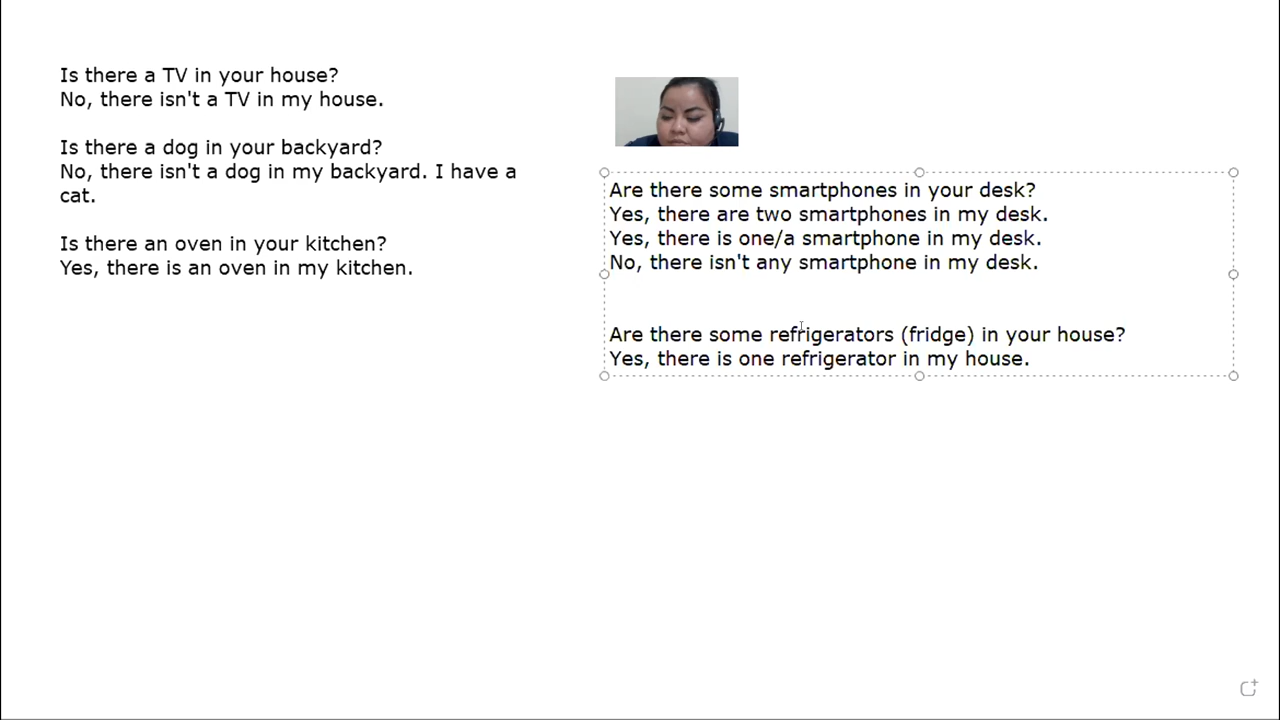 Is there a TV in your house?
No, there isn't a TV in my house.
Is there a dog in your backyard?
No, there isn't a dog in my backyard. I have a
cat.
Is there an oven in your kitchen?
Yes, there is an oven in my kitchen.
Are there some smartphones in your desk?
Yes, there are two smartphones in my desk.
Yes, there is one/a smartphone in my desk.
No, there isn't any smartphone in my desk.
Are there some refrigerators (fridge) in your house?
Yes, there is one refrigerator in my house.